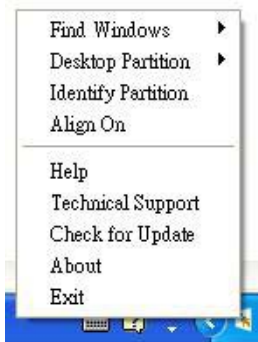 Find Windows
Desktop Partition
Identify Partition
Align On
Help
Technical Support
Check for Update
About
Exit